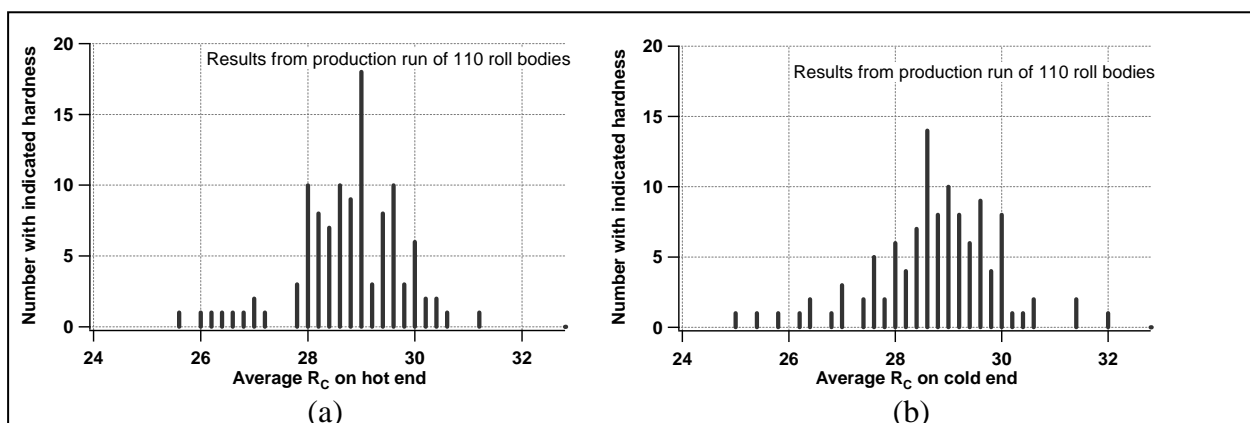 Number with indicated hardness
20
15
10
5
0
Results from production run of 110 roll bodies
24 26 28 30 32
Average RC on hot end
(a)
Number with indicated hardness
20
15
10
5
0
Results from production run of 110 roll bodies
24 26 28 30 32
Average RC on cold end
(b)